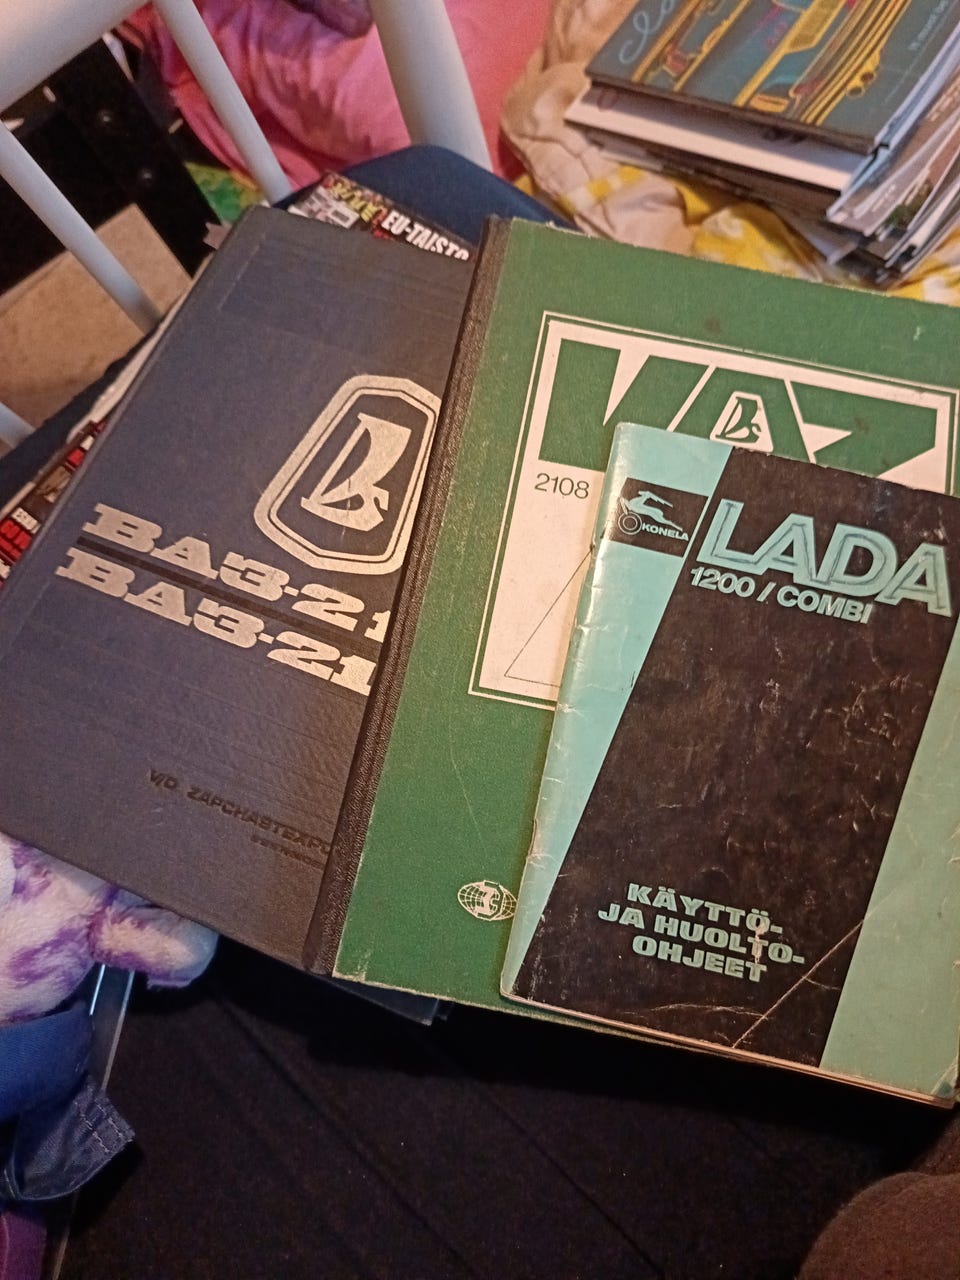 EU-TAISTO
ВАЗ-21
ВАЗ-21
V/O ZAPCHASTEXPO
VAZ
2108
KONELA
LADA
1200 / COMBI
KÄYTTÖ-
JA HUOLTO-
OHJEET